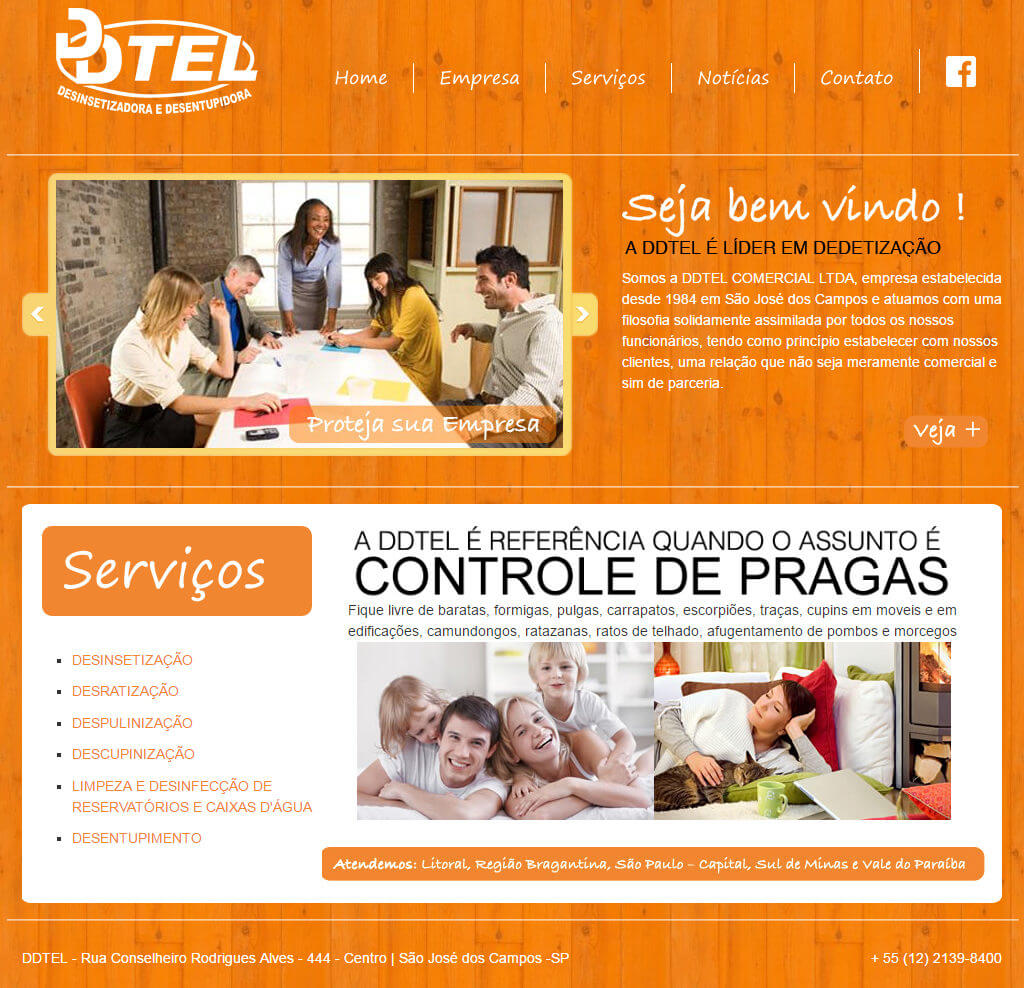 DDTEL
DESINSETIZADORA E DESENTUPIDORA
Home
Empresa
Serviços
Notícias
Contato
Seja bem vindo !
A DDTEL É LÍDER EM DEDETIZAÇÃO
Somos a DDTEL COMERCIAL LTDA, empresa estabelecida
desde 1984 em São José dos Campos e atuamos com uma
filosofia solidamente assimilada por todos os nossos
funcionários, tendo como princípio estabelecer com nossos
clientes, uma relação que não seja meramente comercial e
sim de parceria.
Proteja sua Empresa
Veja +
Serviços
DESINSETIZAÇÃO
DESRATIZAÇÃO
DESPULINIZAÇÃO
DESCUPINIZAÇÃO
LIMPEZA E DESINFECÇÃO DE
RESERVATÓRIOS E CAIXAS D'ÁGUA
DESENTUPIMENTO
A DDTEL É REFERÊNCIA QUANDO O ASSUNTO É
CONTROLE DE PRAGAS
Fique livre de baratas, formigas, pulgas, carrapatos, escorpiões, traças, cupins em moveis e em
edificações, camundongos, ratazanas, ratos de telhado, afugentamento de pombos e morcegos
Atendemos: Litoral, Região Bragantina, São Paulo – Capital, Sul de Minas e Vale do Paraíba
DDTEL - Rua Conselheiro Rodrigues Alves - 444 - Centro | São José dos Campos -SP
+ 55 (12) 2139-8400